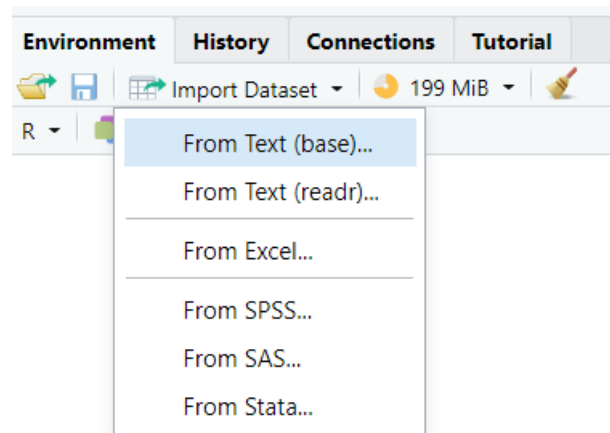 Environment History Connections Tutorial
Import Dataset 199 MiB
R
From Text (base)...
From Text (readr)...
From Excel...
From SPSS...
From SAS...
From Stata...